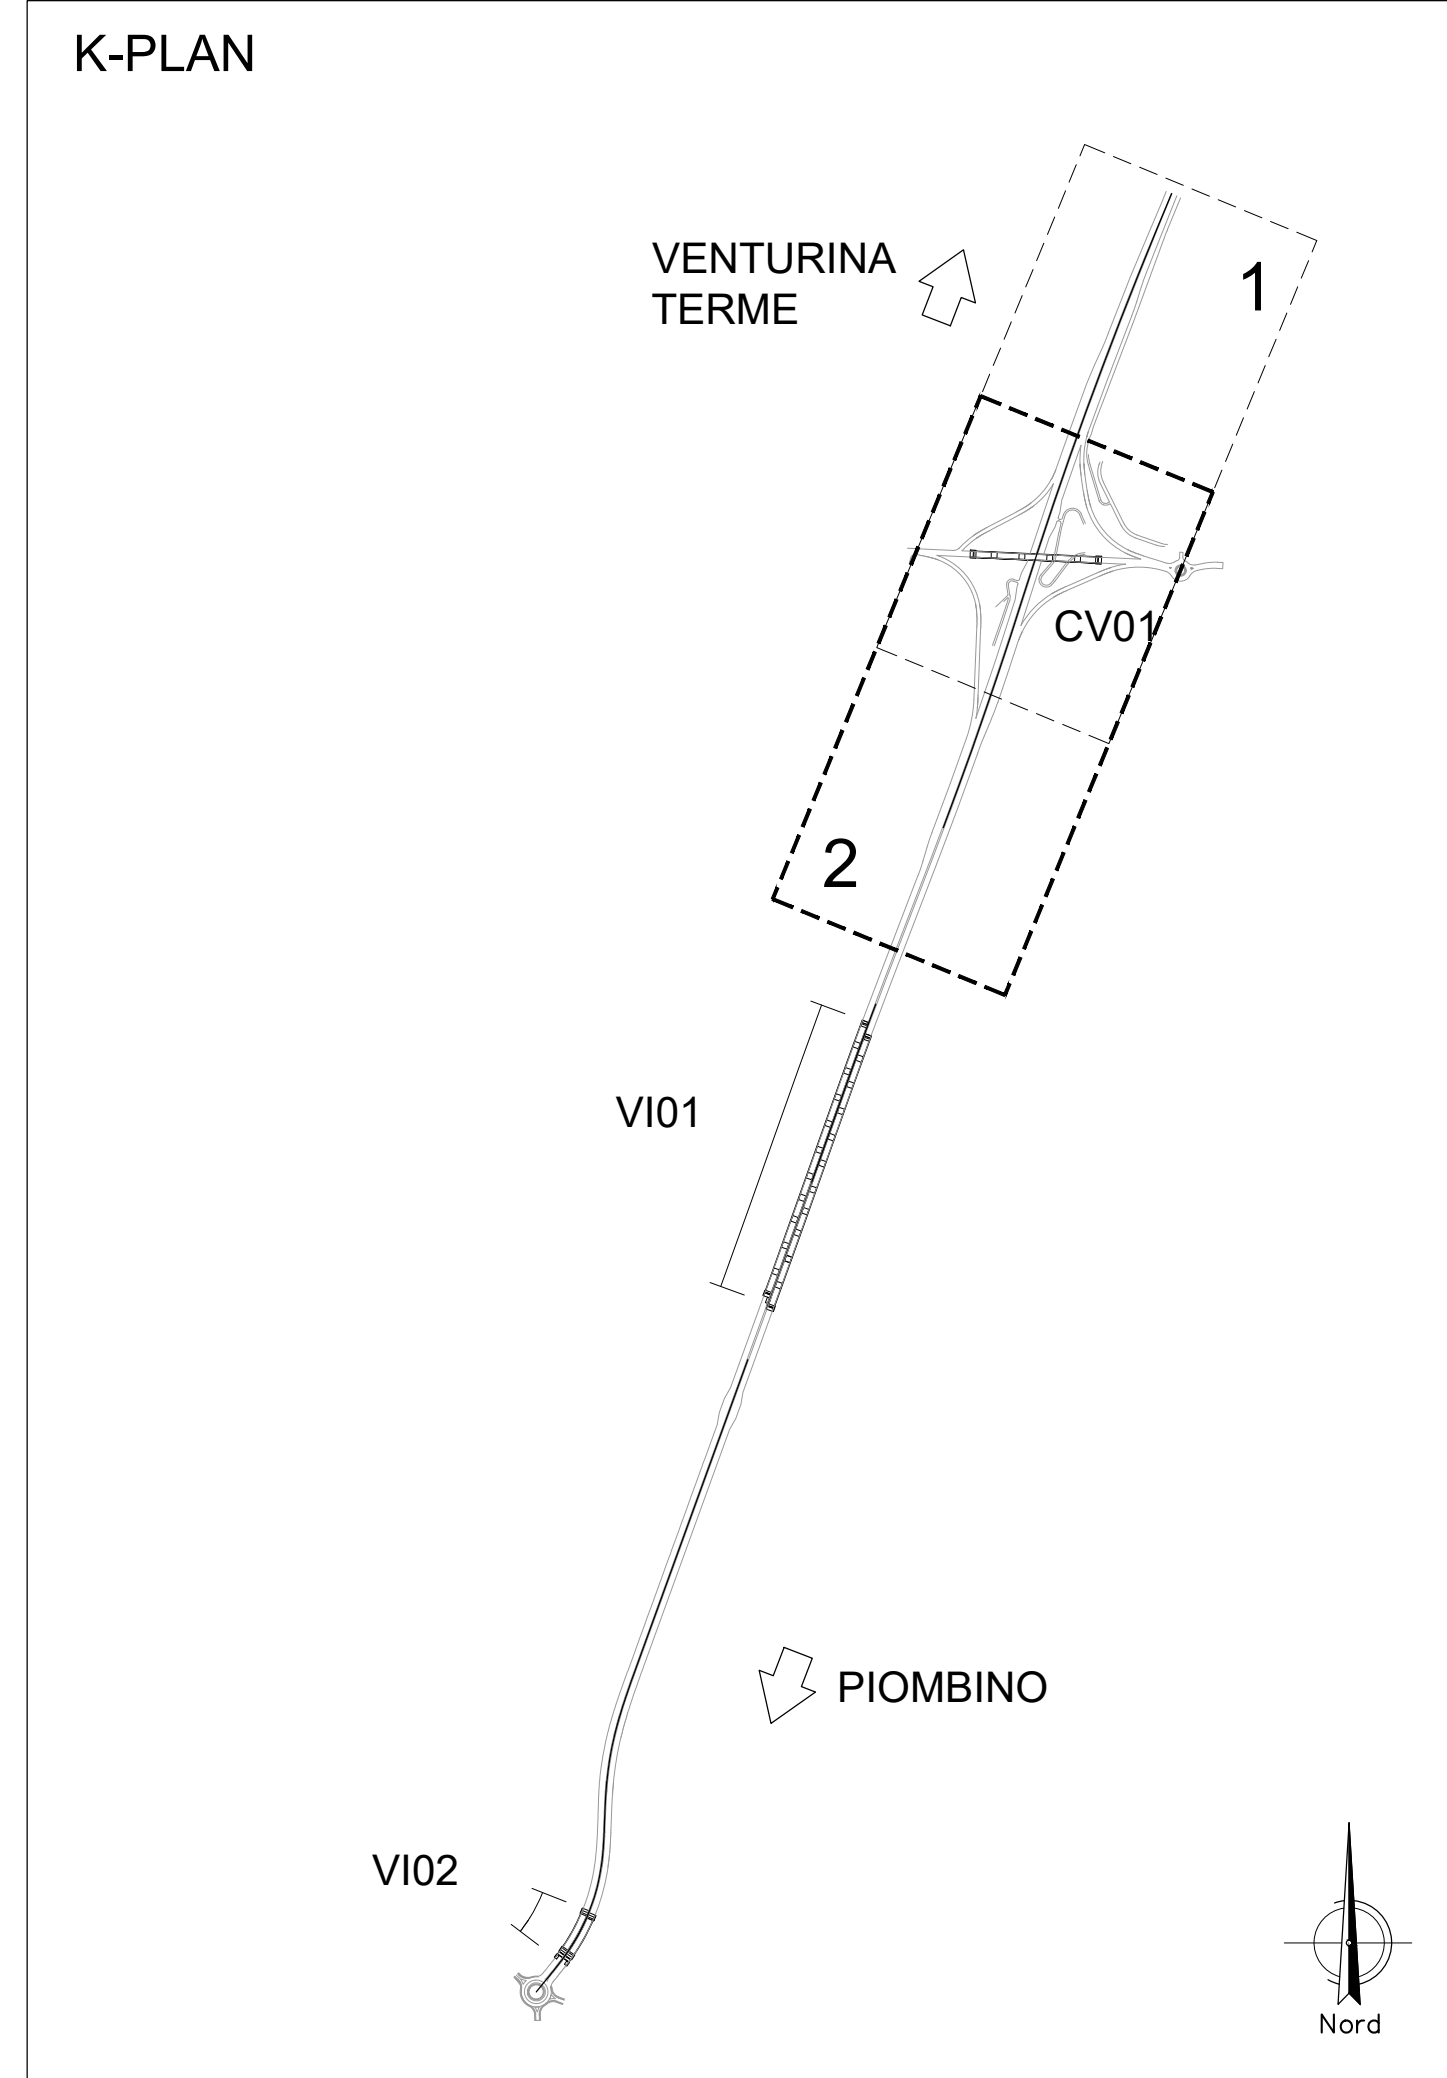 K-PLAN
VENTURINA
TERME
1
CV01
2
VI01
PIOMBINO
VI02
Nord